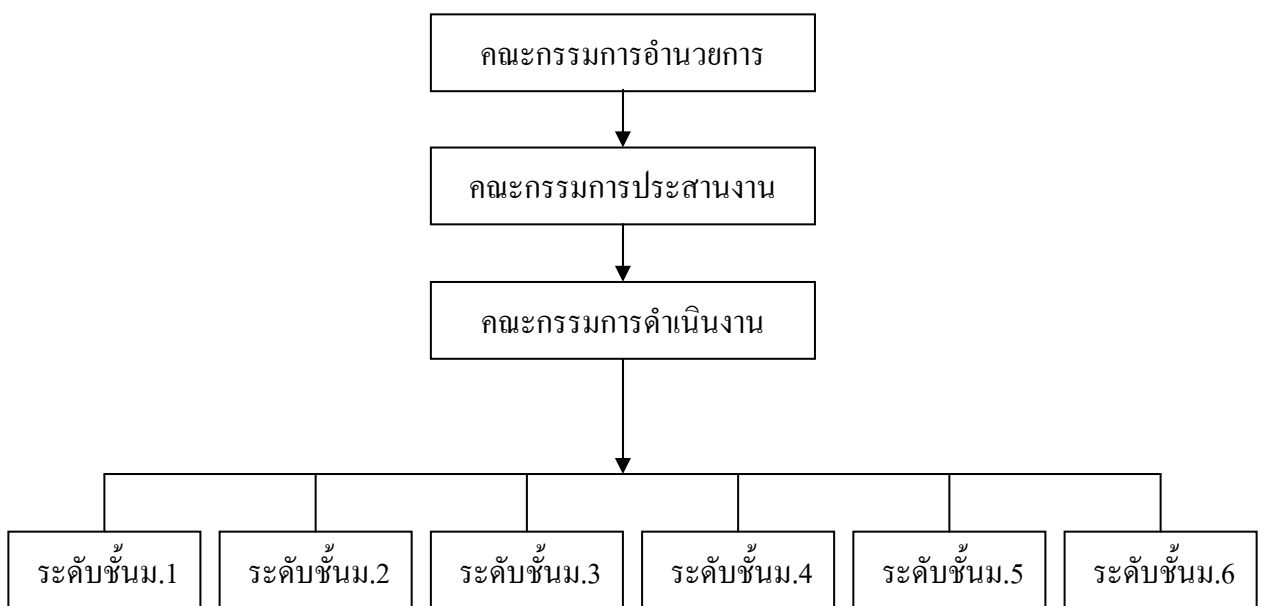 คณะกรรมการอำนวยการ
คณะกรรมการประสานงาน
คณะกรรมการดำเนินงาน
ระดับชั้นม.1
ระดับชั้นม.2
ระดับชั้นม.3
ระดับชั้นม.4
ระดับชั้นม.5
ระดับชั้นม.6